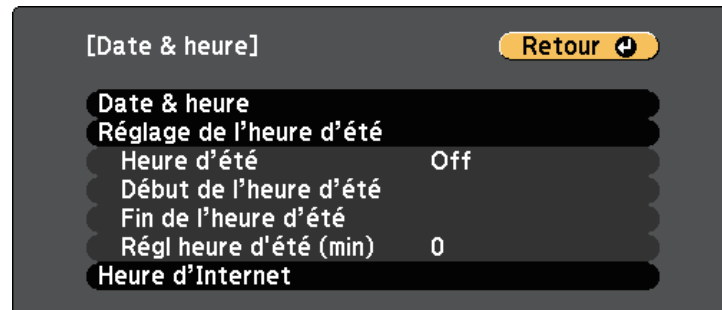 [Date & heure] Retour
Date & heure
Réglage de l’heure d’été
Heure d’été Off
Début de l’heure d’été
Fin de l’heure d’été
Régl heure d'été (min) 0
Heure d’Internet